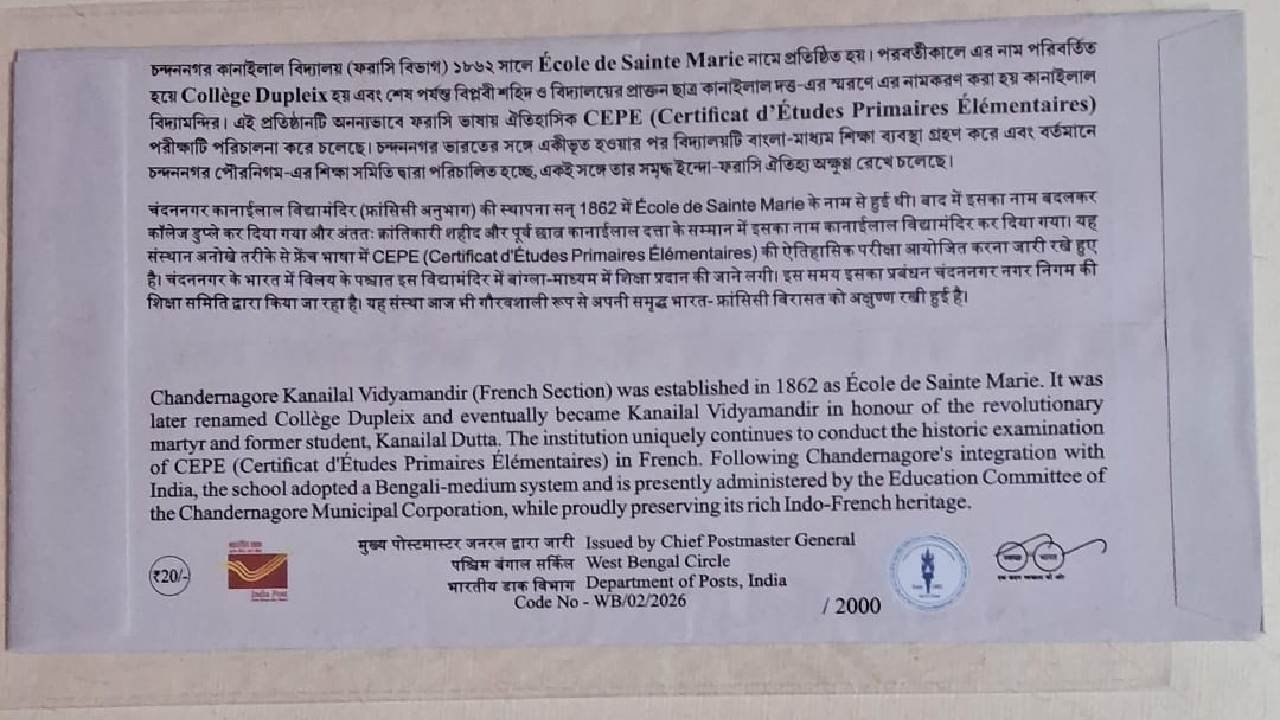 চন্দননগর কানাইলাল বিদ্যালয় (ফরাসি বিভাগ) ১৮৬২ সালে École de Sainte Marie নামে প্রতিষ্ঠিত হয়। পরবর্তীকালে এর নাম পরিবর্তিত
হয়ে Collège Dupleix হয় এবং শেষ পর্যন্ত বিপ্লবী শহিদ ও বিদ্যালয়ের প্রাক্তন ছাত্র কানাইলাল দত্ত-এর স্মরণে এর নামকরণ করা হয় কানাইলাল
বিদ্যামন্দির। এই প্রতিষ্ঠানটি অনন্যভাবে ফরাসি ভাষায় ঐতিহাসিক CEPE (Certificat d'Études Primaires Élémentaires)
পরীক্ষাটি পরিচালনা করে চলেছে। চন্দননগর ভারতের সঙ্গে একীভূত হওয়ার পর বিদ্যালয়টি বাংলা-মাধ্যম শিক্ষা ব্যবস্থা গ্রহণ করে এবং বর্তমানে
চন্দননগর পৌরনিগম-এর শিক্ষা সমিতি দ্বারা পরিচালিত হচ্ছে, একই সঙ্গে তার সমৃদ্ধ ইন্দো-ফরাসি ঐতিহ্য অক্ষুণ্ণ রেখে চলেছে।
चंदननगर कानाईलाल विद्यामंदिर (फ्रांसिसी अनुभाग) की स्थापना सन् 1862 में École de Sainte Marie के नाम से हुई थी। बाद में इसका नाम बदलकर
कॉलेज डुप्ले कर दिया गया और अंततः क्रांतिकारी शहीद और पूर्व छात्र कानाईलाल दत्ता के सम्मान में इसका नाम कानाईलाल विद्यामंदिर कर दिया गया। यह
संस्थान अनोखे तरीके से फ्रेंच भाषा में CEPE (Certificat d'Études Primaires Élémentaires) की ऐतिहासिक परीक्षा आयोजित करना जारी रखे हुए
है। चंदननगर के भारत में विलय के पश्चात इस विद्यामंदिर में बांग्ला-माध्यम में शिक्षा प्रदान की जाने लगी। इस समय इसका प्रबंधन चंदननगर नगर निगम की
शिक्षा समिति द्वारा किया जा रहा है। यह संस्था आज भी गौरवशाली रूप से अपनी समृद्ध भारत- फ्रांसिसी विरासत को अक्षुण्ण रखी हुई है।
Chandernagore Kanailal Vidyamandir (French Section) was established in 1862 as École de Sainte Marie. It was
later renamed Collège Dupleix and eventually became Kanailal Vidyamandir in honour of the revolutionary
martyr and former student, Kanailal Dutta. The institution uniquely continues to conduct the historic examination
of CEPE (Certificat d'Études Primaires Élémentaires) in French. Following Chandernagore's integration with
India, the school adopted a Bengali-medium system and is presently administered by the Education Committee of
the Chandernagore Municipal Corporation, while proudly preserving its rich Indo-French heritage.
₹20/-
India Post
मुख्य पोस्टमास्टर जनरल द्वारा जारी Issued by Chief Postmaster General
पश्चिम बंगाल सर्किल West Bengal Circle
भारतीय डाक विभाग Department of Posts, India
Code No - WB/02/2026
/ 2000